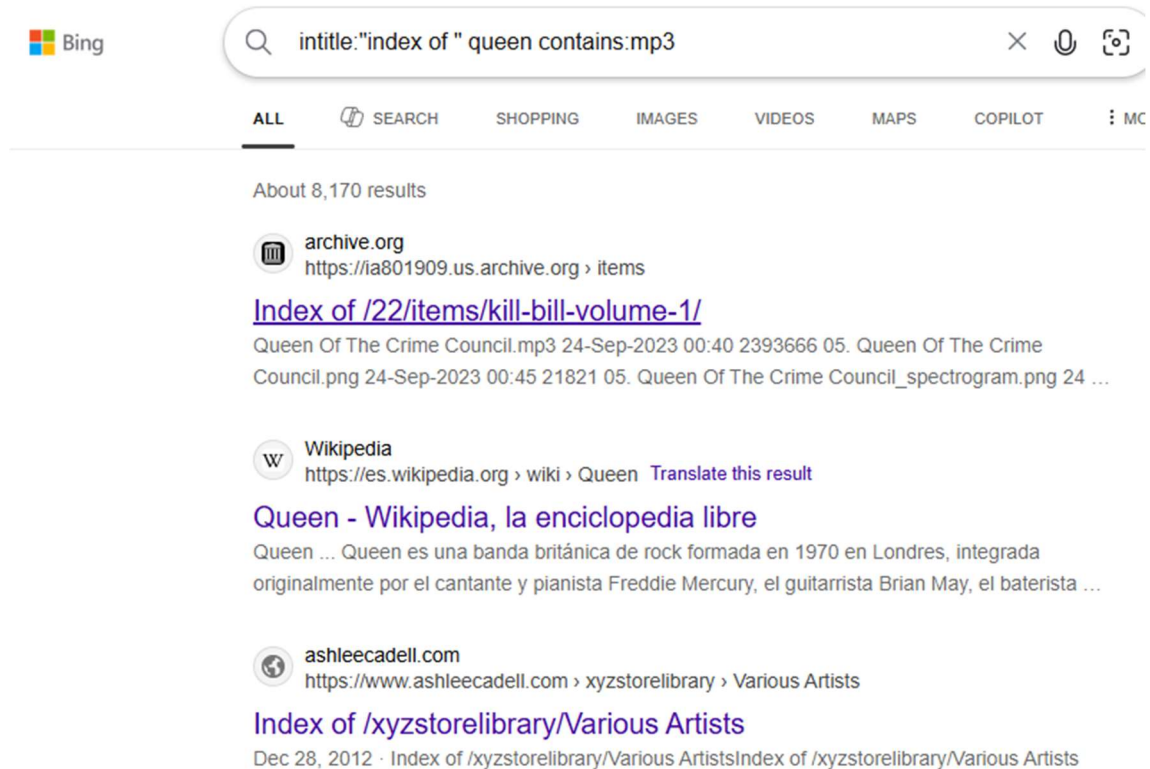 Bing
intitle:"index of " queen contains:mp3
ALL SEARCH SHOPPING IMAGES VIDEOS MAPS COPILOT
About 8,170 results
archive.org
https://ia801909.us.archive.org › items
Index of /22/items/kill-bill-volume-1/
Queen Of The Crime Council.mp3 24-Sep-2023 00:40 2393666 05. Queen Of The Crime
Council.png 24-Sep-2023 00:45 21821 05. Queen Of The Crime Council_spectrogram.png 24 …
W
Wikipedia
https://es.wikipedia.org › wiki › Queen Translate this result
Queen - Wikipedia, la enciclopedia libre
Queen ... Queen es una banda británica de rock formada en 1970 en Londres, integrada
originalmente por el cantante y pianista Freddie Mercury, el guitarrista Brian May, el baterista …
ashleecadell.com
https://www.ashleecadell.com › xyzstorelibrary › Various Artists
Index of /xyzstorelibrary/Various Artists
Dec 28, 2012 · Index of /xyzstorelibrary/Various ArtistsIndex of /xyzstorelibrary/Various Artists